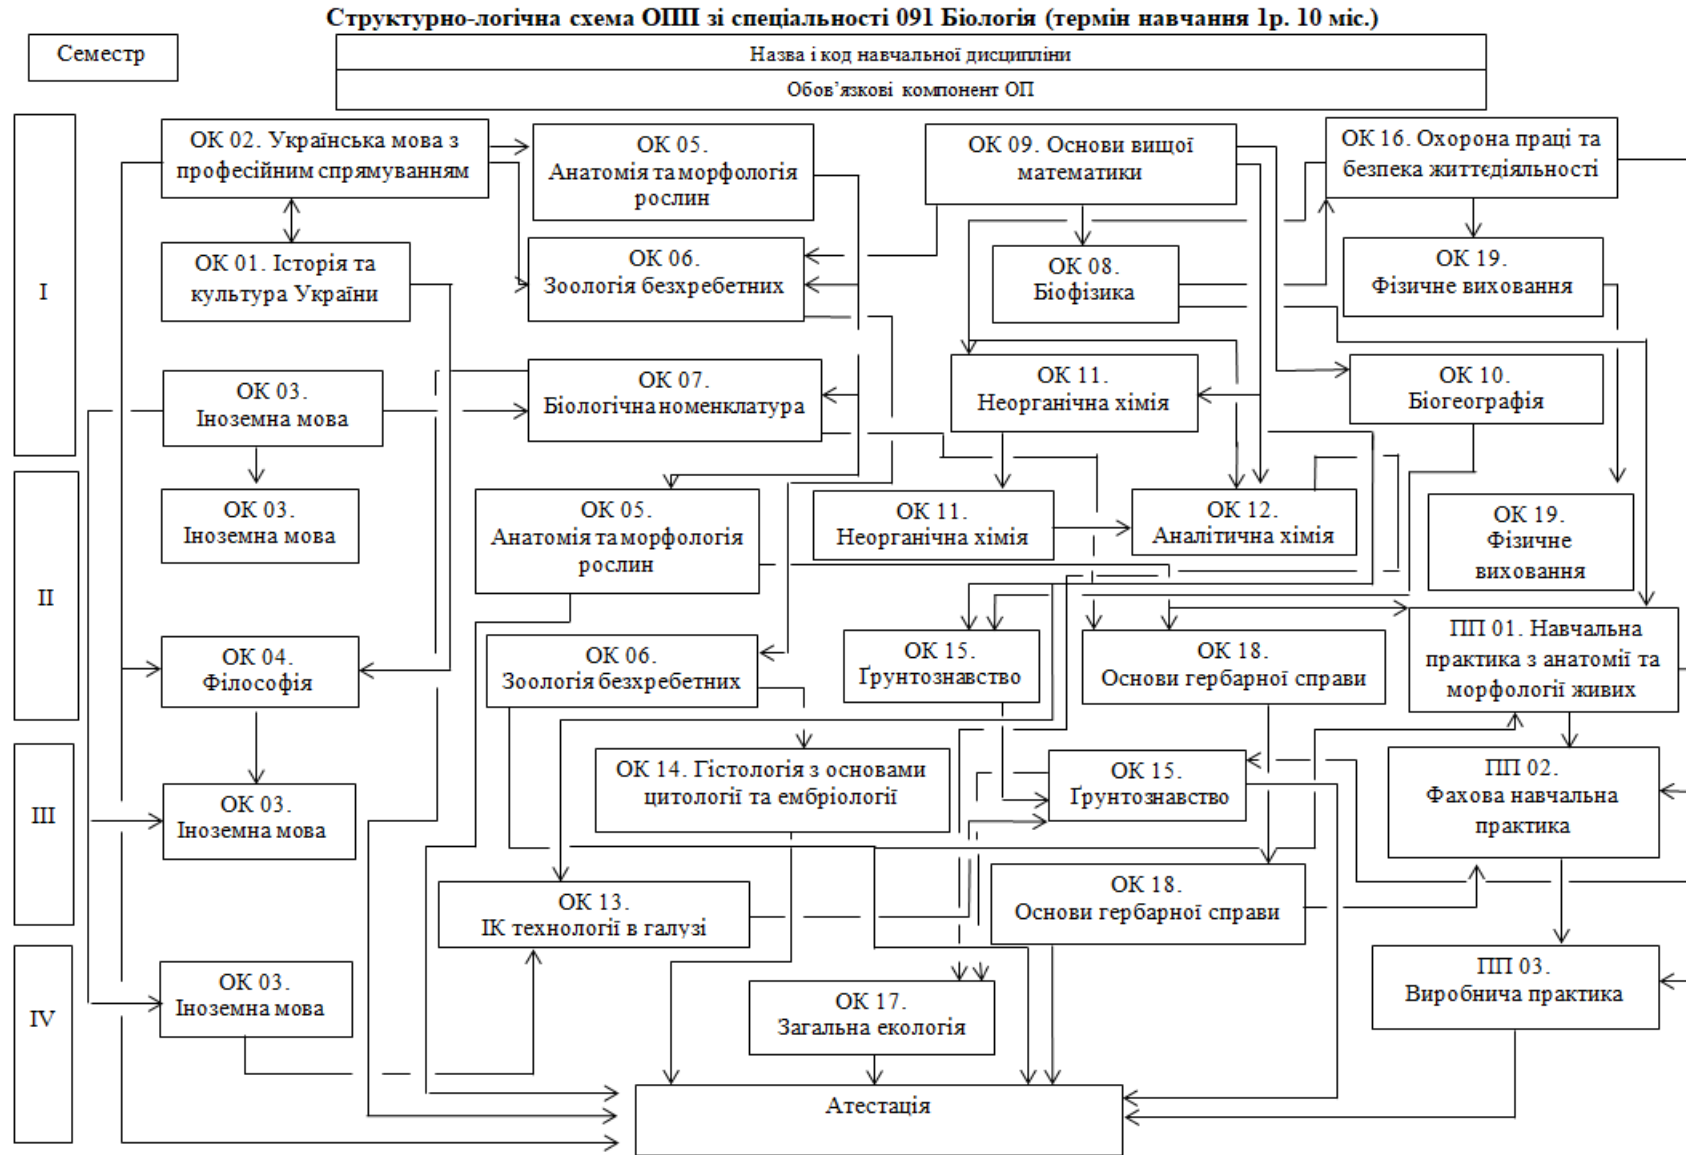 Структурно-логічна схема ОПП зі спеціальності 091 Біологія (термін навчання 1р. 10 міс.)
Семестр
Назва і код навчальної дисципліни
Обов’язкові компонент ОП
I
ОК 02. Українська мова з
професійним спрямуванням
ОК 05.
Анатомія та морфологія
рослин
ОК 09. Основи вищої
математики
ОК 16. Охорона праці та
безпека життєдіяльності
ОК 01. Історія та
культура України
ОК 06.
Зоологія безхребетних
ОК 08.
Біофізика
ОК 19.
Фізичне виховання
ОК 03.
Іноземна мова
ОК 07.
Біологічна номенклатура
ОК 11.
Неорганічна хімія
ОК 10.
Біогеографія
II
ОК 03.
Іноземна мова
ОК 05.
Анатомія та морфологія
рослин
ОК 11.
Неорганічна хімія
ОК 12.
Аналітична хімія
ОК 19.
Фізичне
виховання
ОК 04.
Філософія
ОК 06.
Зоологія безхребетних
ОК 15.
Ґрунтознавство
ОК 18.
Основи гербарної справи
ПП 01. Навчальна
практика з анатомії та
морфології живих
III
ОК 03.
Іноземна мова
ОК 14. Гістологія з основами
цитології та ембріології
ОК 15.
Ґрунтознавство
ПП 02.
Фахова навчальна
практика
ОК 13.
ІК технології в галузі
ОК 18.
Основи гербарної справи
IV
ОК 03.
Іноземна мова
ОК 17.
Загальна екологія
ПП 03.
Виробнича практика
Атестація